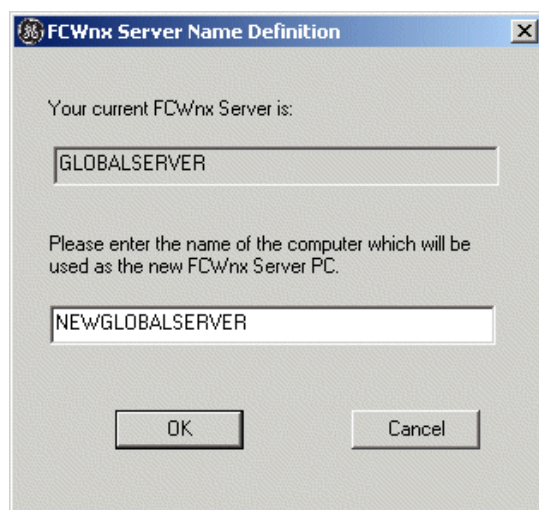 FCWnx Server Name Definition
Your current FCWnx Server is:
GLOBALSERVER
Please enter the name of the computer which will be
used as the new FCWnx Server PC.
NEWGLOBALSERVER
OK Cancel